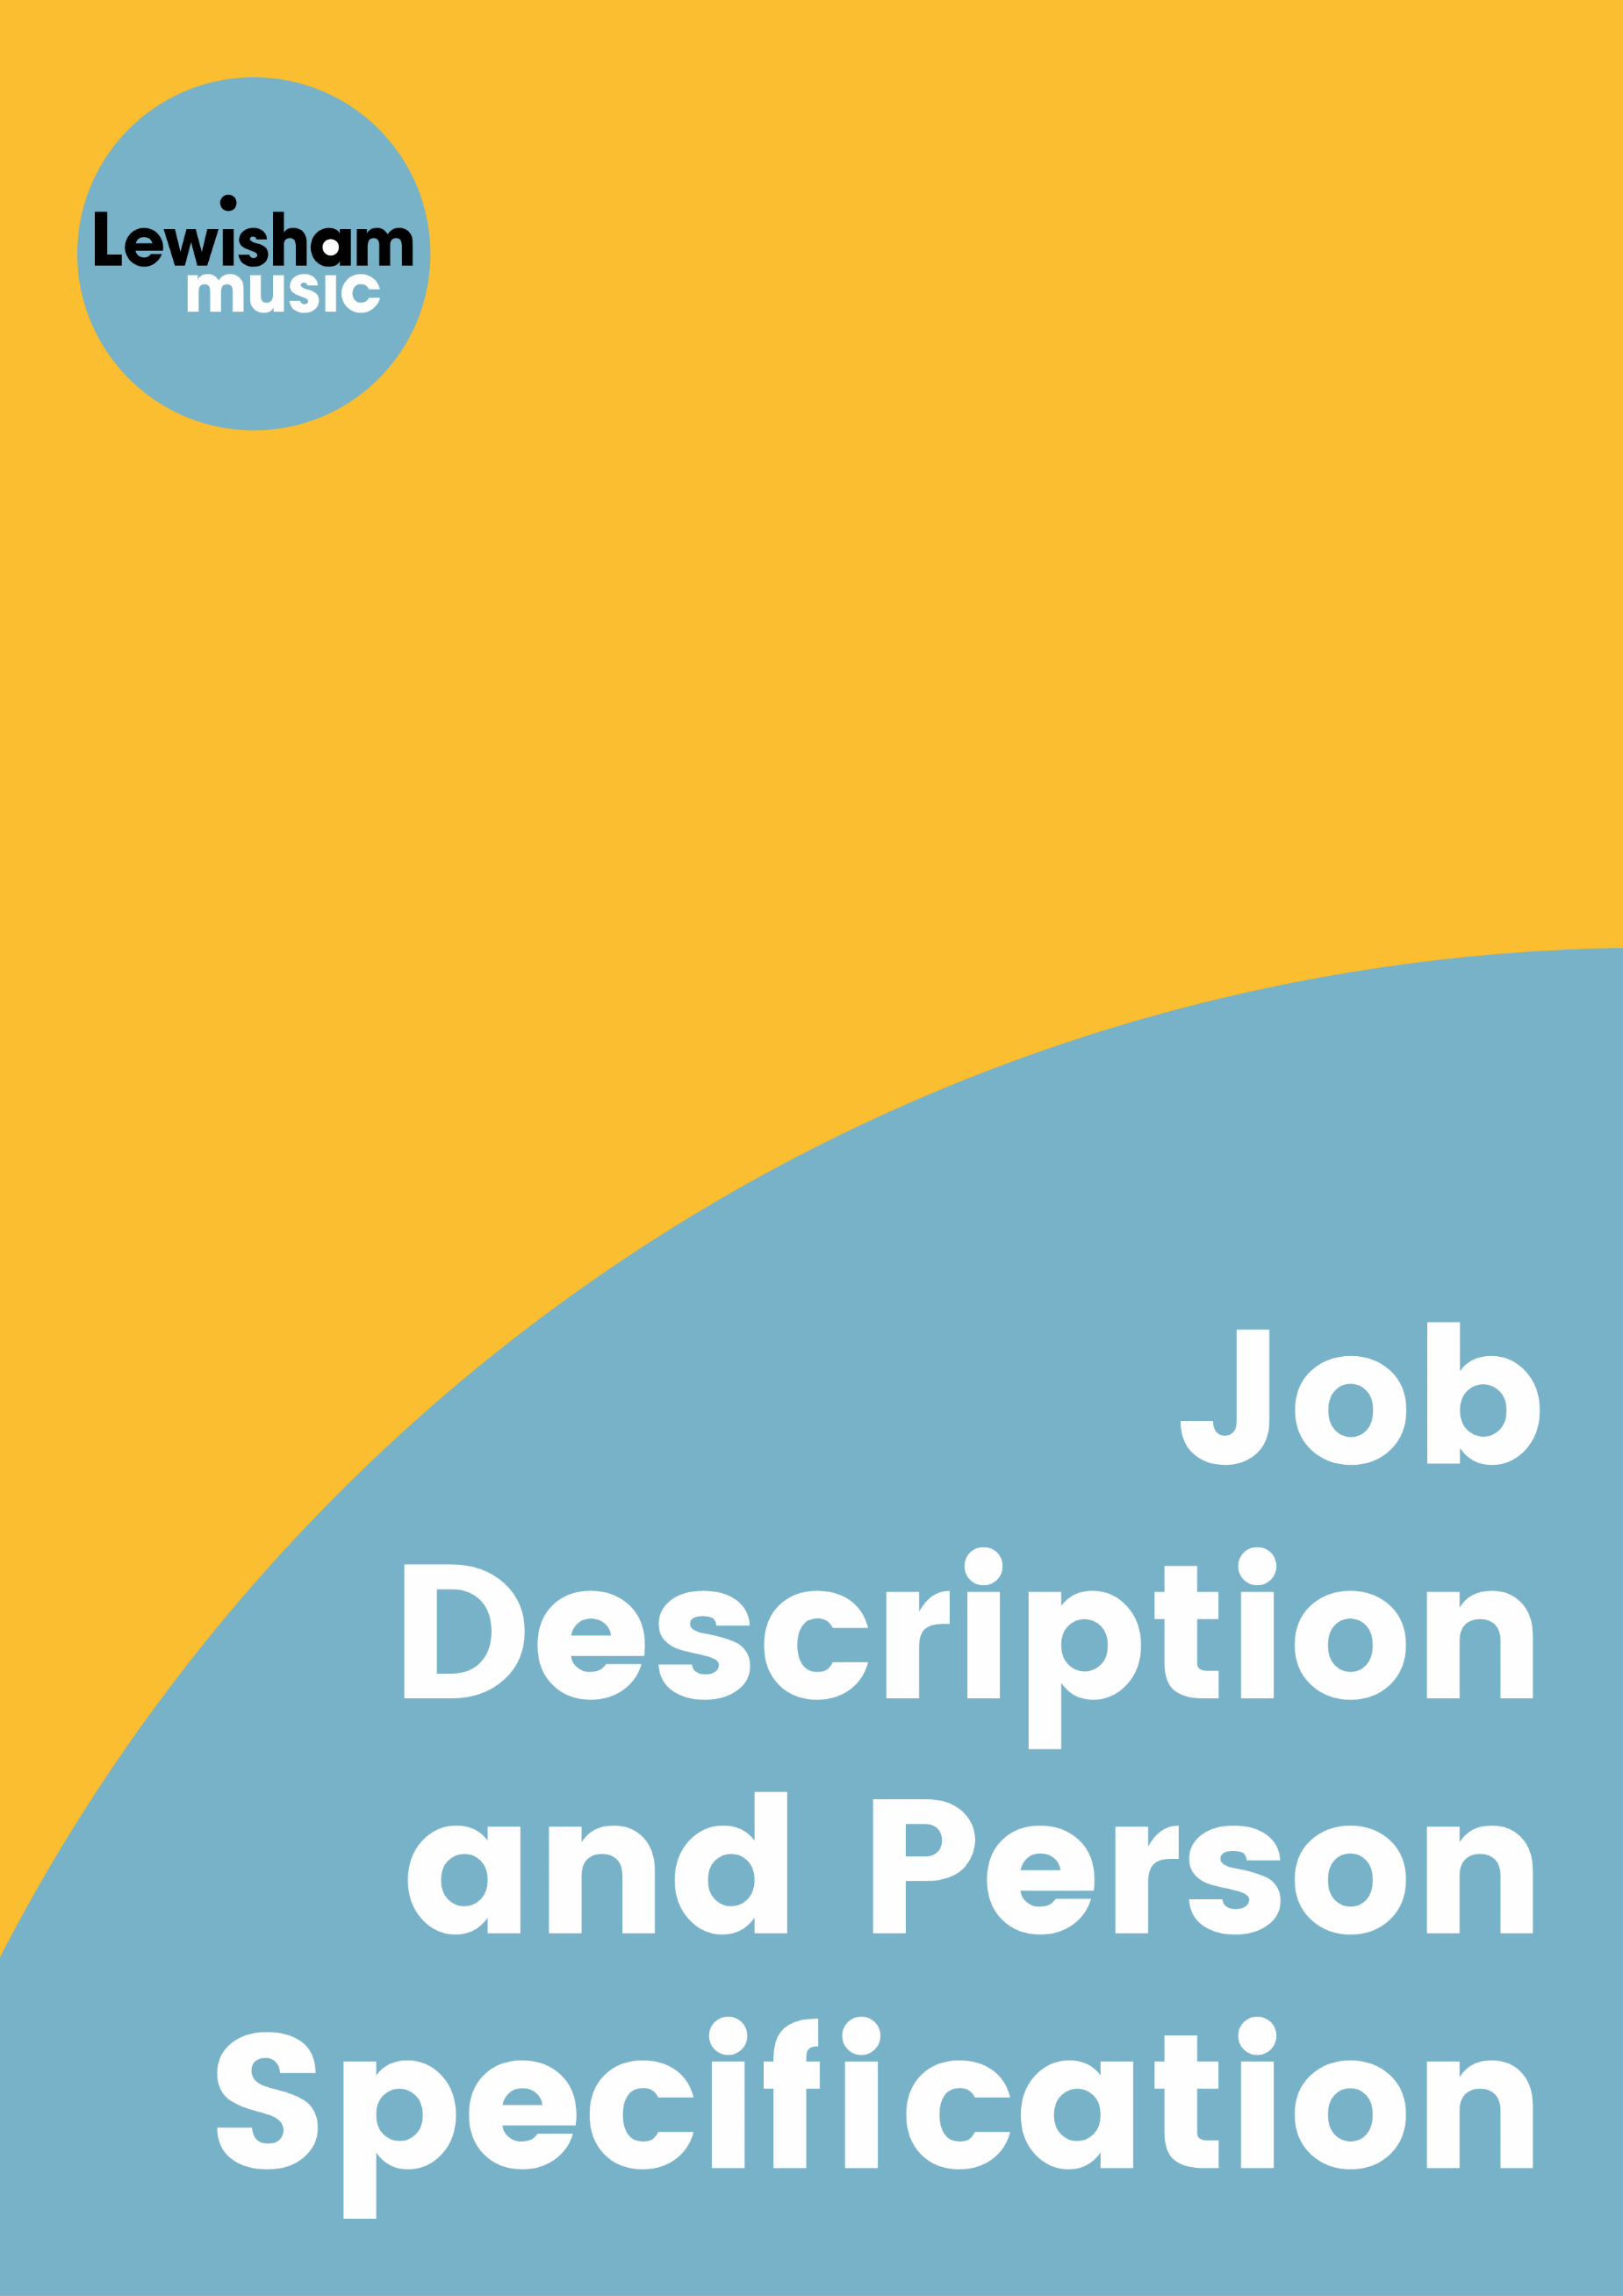 Lewisham
music
Job
Description
and Person
Specification